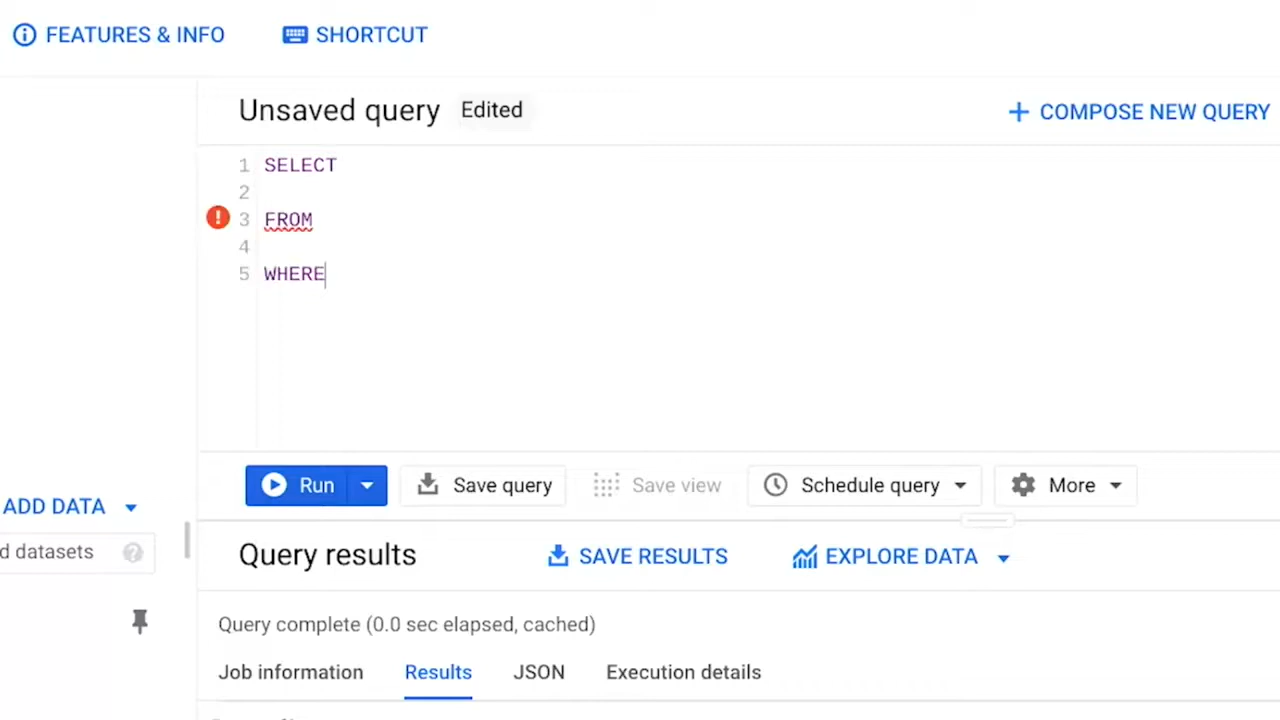 FEATURES & INFO SHORTCUT
Unsaved query Edited COMPOSE NEW QUERY
1 SELECT
2
3 FROM
4
5 WHERE
Run Save query Save view Schedule query More
ADD DATA
d datasets
Query results SAVE RESULTS EXPLORE DATA
Query complete (0.0 sec elapsed, cached)
Job information Results JSON Execution details